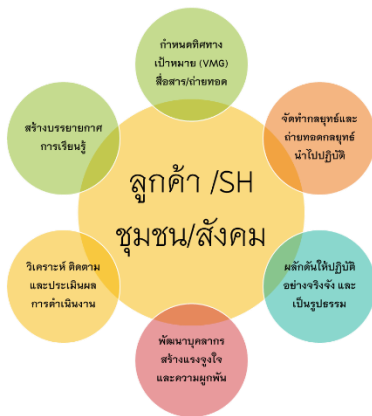 กำหนดทิศทาง
เป้าหมาย (VMG)
สื่อสาร/ถ่ายทอด
จัดทำกลยุทธ์และ
ถ่ายทอดกลยุทธ์
นำไปปฏิบัติ
ผลักดันให้ปฏิบัติ
อย่างจริงจัง และ
เป็นรูปธรรม
พัฒนาบุคลากร
สร้างแรงจูงใจ
และความผูกพัน
วิเคราะห์ ติดตาม
และประเมินผล
การดำเนินงาน
สร้างบรรยายกาศ
การเรียนรู้
ลูกค้า /SH
ชุมชน/สังคม